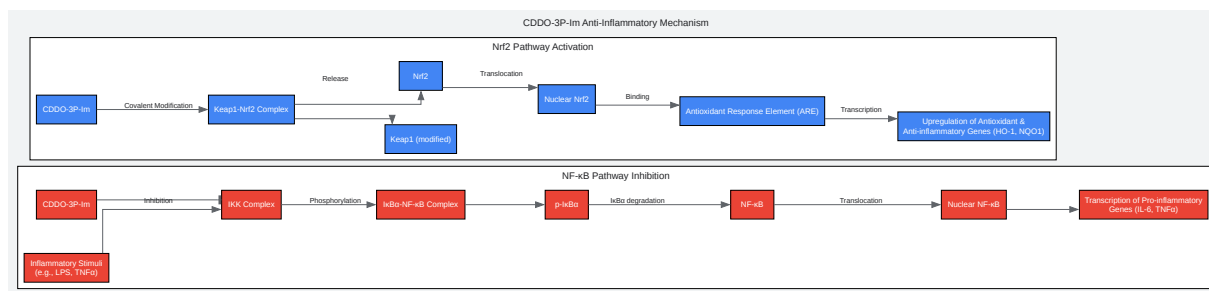 CDDO-3P-Im Anti-Inflammatory Mechanism
Nrf2 Pathway Activation
CDDO-3P-Im
Covalent Modification
Keap1-Nrf2 Complex
Release
Nrf2
Keap1 (modified)
Translocation
Nuclear Nrf2
Binding
Antioxidant Response Element (ARE)
Transcription
Upregulation of Antioxidant &
Anti-inflammatory Genes (HO-1, NQO1)
NF-κB Pathway Inhibition
CDDO-3P-Im
Inhibition
Inflammatory Stimuli
(e.g., LPS, TNFα)
IKK Complex
Phosphorylation
IκBα-NF-κB Complex
p-IκBα
IκBα degradation
NF-κB
Translocation
Nuclear NF-κB
Transcription of Pro-inflammatory
Genes (IL-6, TNFα)